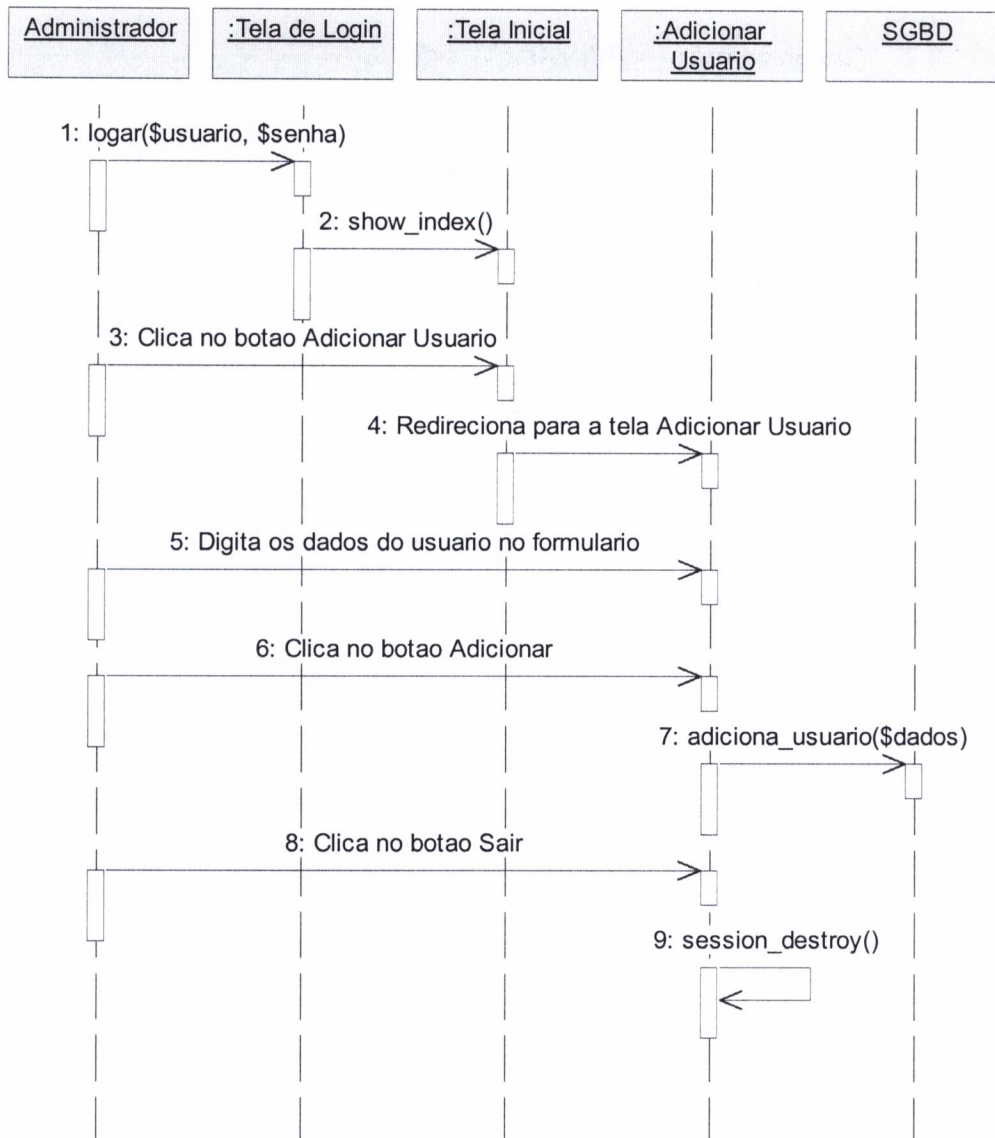 Administrador
:Tela de Login
:Tela Inicial
:Adicionar
Usuario
SGBD
1: logar($usuario, $senha)
2: show_index()
3: Clica no botao Adicionar Usuario
4: Redireciona para a tela Adicionar Usuario
5: Digita os dados do usuario no formulario
6: Clica no botao Adicionar
7: adiciona_usuario($dados)
8: Clica no botao Sair
9: session_destroy()